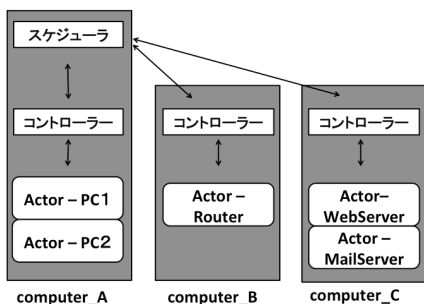 スケジューラ
コントローラー
Actor – PC1
Actor – PC2
computer_A
コントローラー
Actor –
Router
computer_B
コントローラー
Actor–
WebServer
Actor –
MailServer
computer_C